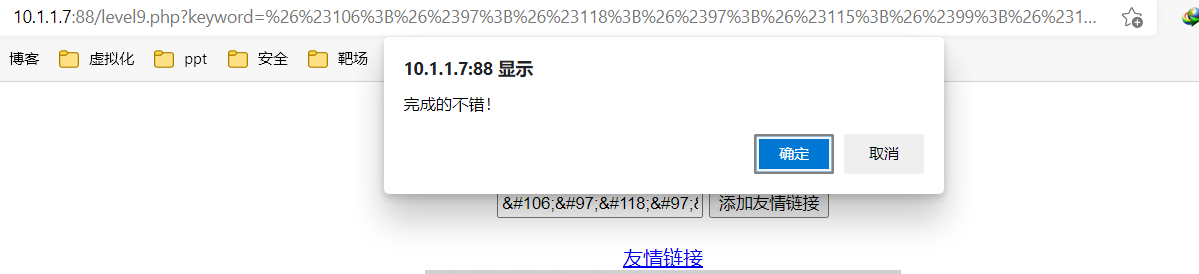 10.1.1.7:88/level9.php?keyword=%26%23106%3B%26%2397%3B%26%23118%3B%26%2397%3B%26%23115%3B%26%2399%3B%26%231...
博客 虚拟化 ppt 安全 靶场
10.1.1.7:88 显示
完成的不错!
确定 取消
&#106;&#97;&#118;&#97;& 添加友情链接
友情链接